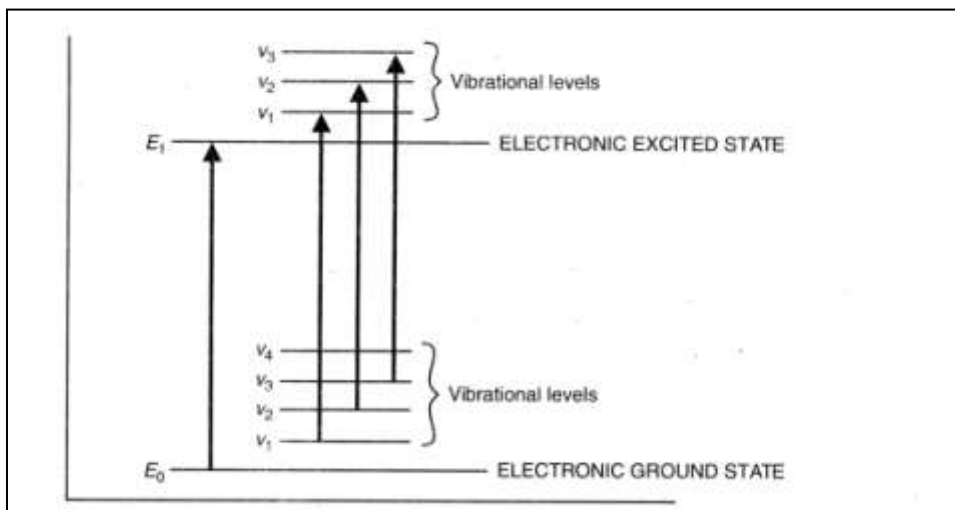 v₃
v₂ Vibrational levels
v₁
E₁ ELECTRONIC EXCITED STATE
v₄
v₃
Vibrational levels
v₂
v₁
E₀ ELECTRONIC GROUND STATE